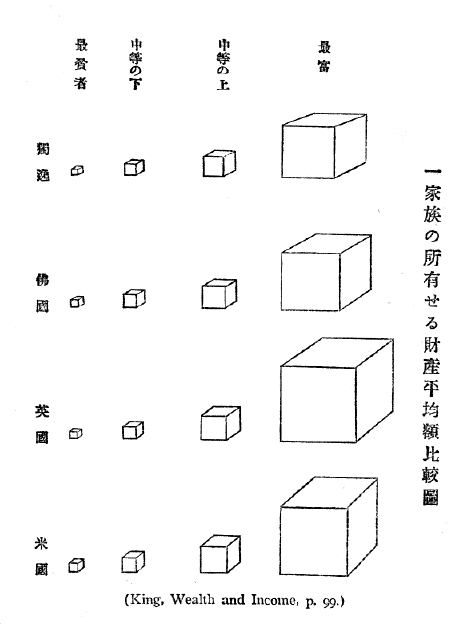 一家族の所有せる財產平均額比較圖
最富
中等の上
中等の下
最貧者
獨逸
佛國
英國
米國
(King, Wealth and Income, p. 99.)